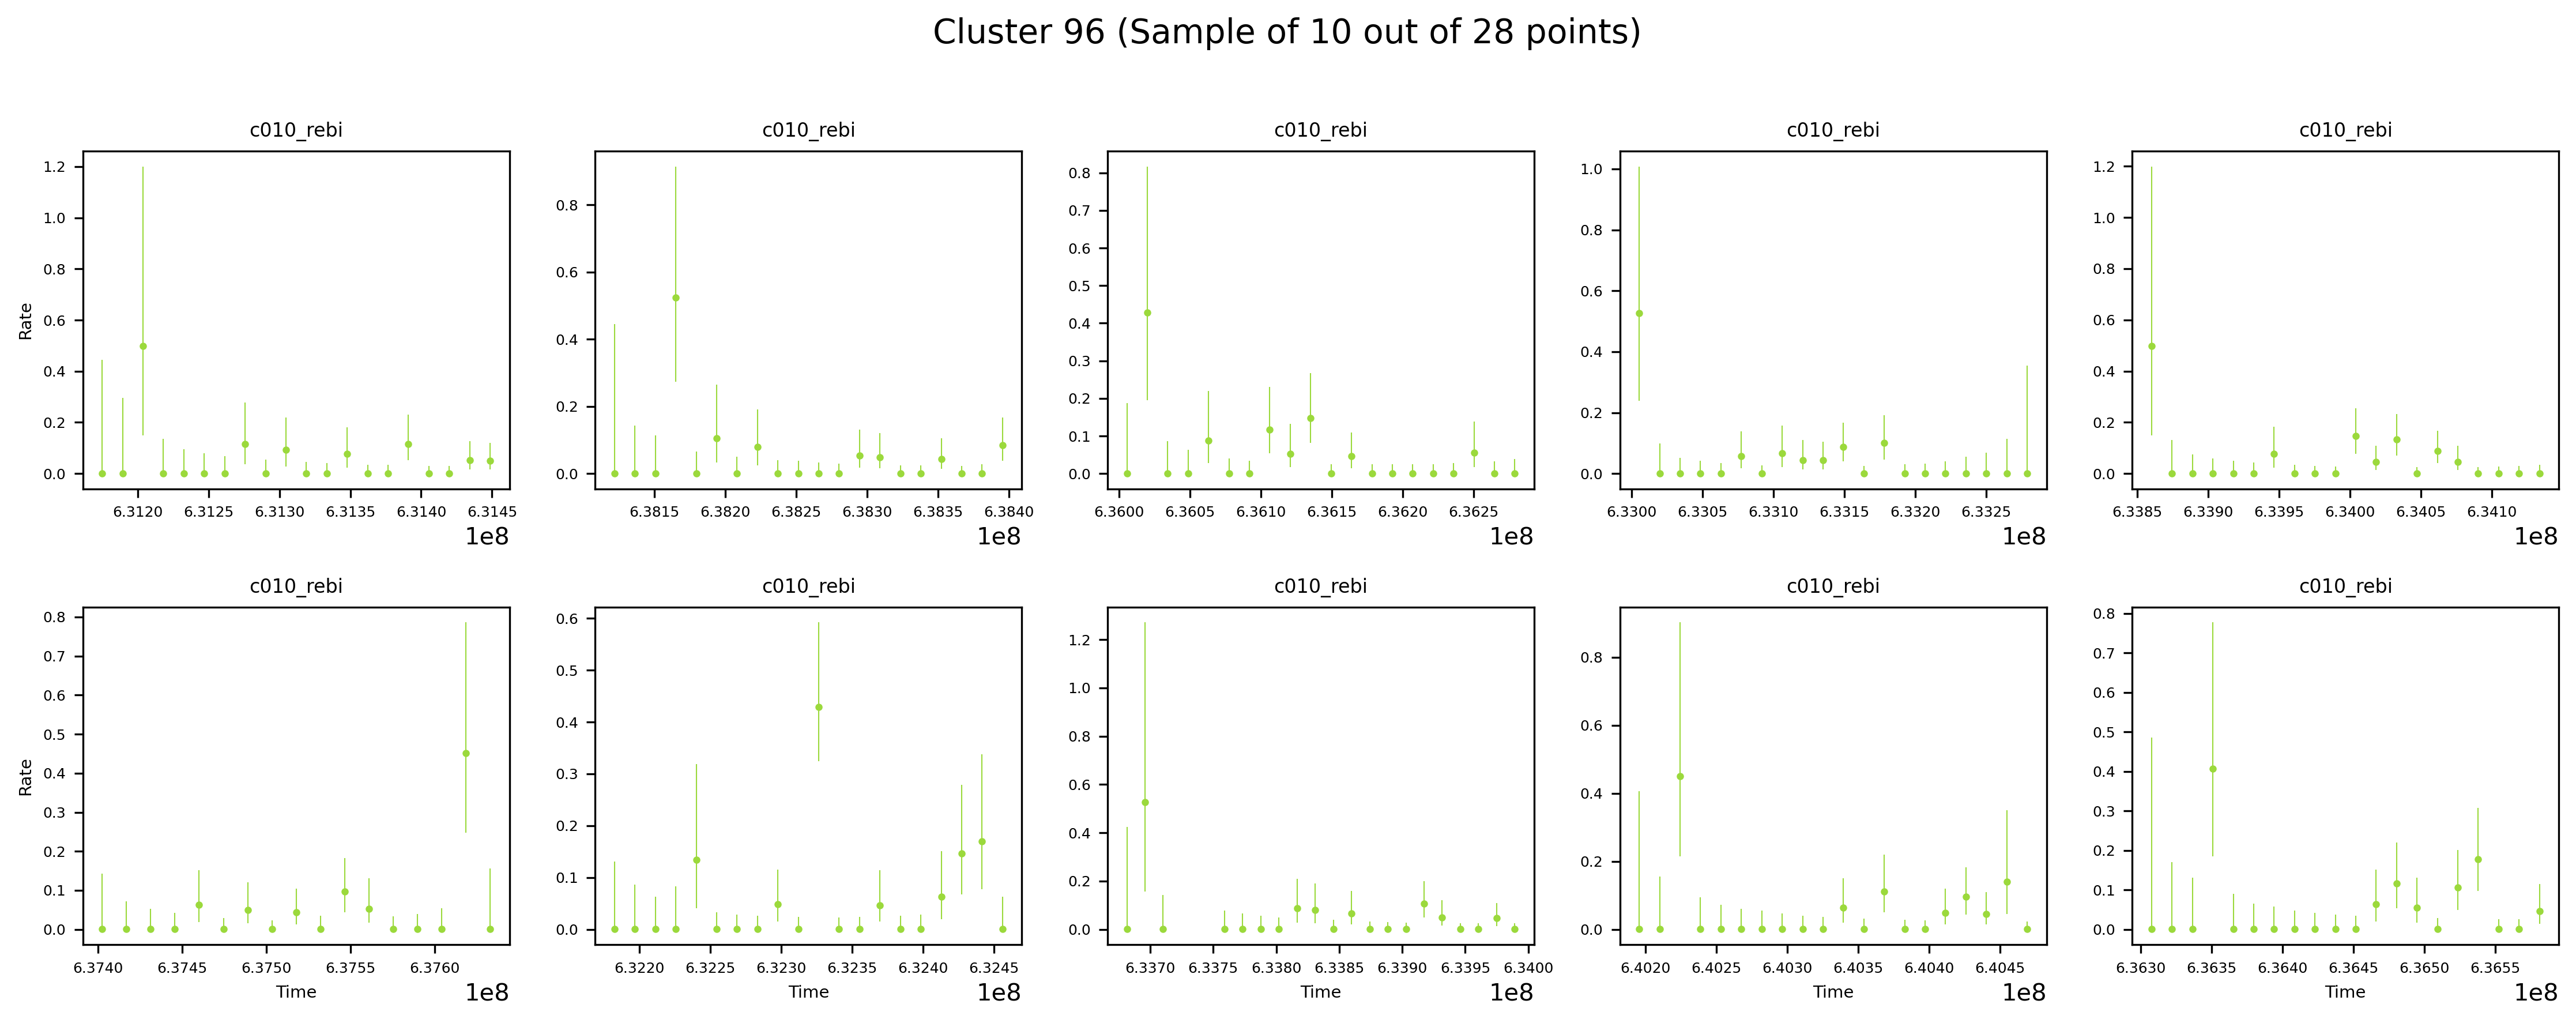 Cluster 96 (Sample of 10 out of 28 points)
c010_rebi c010_rebi c010_rebi c010_rebi c010_rebi
Rate
1.2 1.0 0.8 0.6 0.4 0.2 0.0
6.3120 6.3125 6.3130 6.3135 6.3140 6.3145
1e8
0.8 0.6 0.4 0.2 0.0
6.3815 6.3820 6.3825 6.3830 6.3835 6.3840
1e8
0.8 0.7 0.6 0.5 0.4 0.3 0.2 0.1 0.0
6.3600 6.3605 6.3610 6.3615 6.3620 6.3625
1e8
1.0 0.8 0.6 0.4 0.2 0.0
6.3300 6.3305 6.3310 6.3315 6.3320 6.3325
1e8
1.2 1.0 0.8 0.6 0.4 0.2 0.0
6.3385 6.3390 6.3395 6.3400 6.3405 6.3410
1e8
c010_rebi c010_rebi c010_rebi c010_rebi c010_rebi
Rate
0.8 0.7 0.6 0.5 0.4 0.3 0.2 0.1 0.0
6.3740 6.3745 6.3750 6.3755 6.3760
Time 1e8
0.6 0.5 0.4 0.3 0.2 0.1 0.0
6.3220 6.3225 6.3230 6.3235 6.3240 6.3245
Time 1e8
1.2 1.0 0.8 0.6 0.4 0.2 0.0
6.3370 6.3375 6.3380 6.3385 6.3390 6.3395 6.3400
Time 1e8
0.8 0.6 0.4 0.2 0.0
6.4020 6.4025 6.4030 6.4035 6.4040 6.4045
Time 1e8
0.8 0.7 0.6 0.5 0.4 0.3 0.2 0.1 0.0
6.3630 6.3635 6.3640 6.3645 6.3650 6.3655
Time 1e8